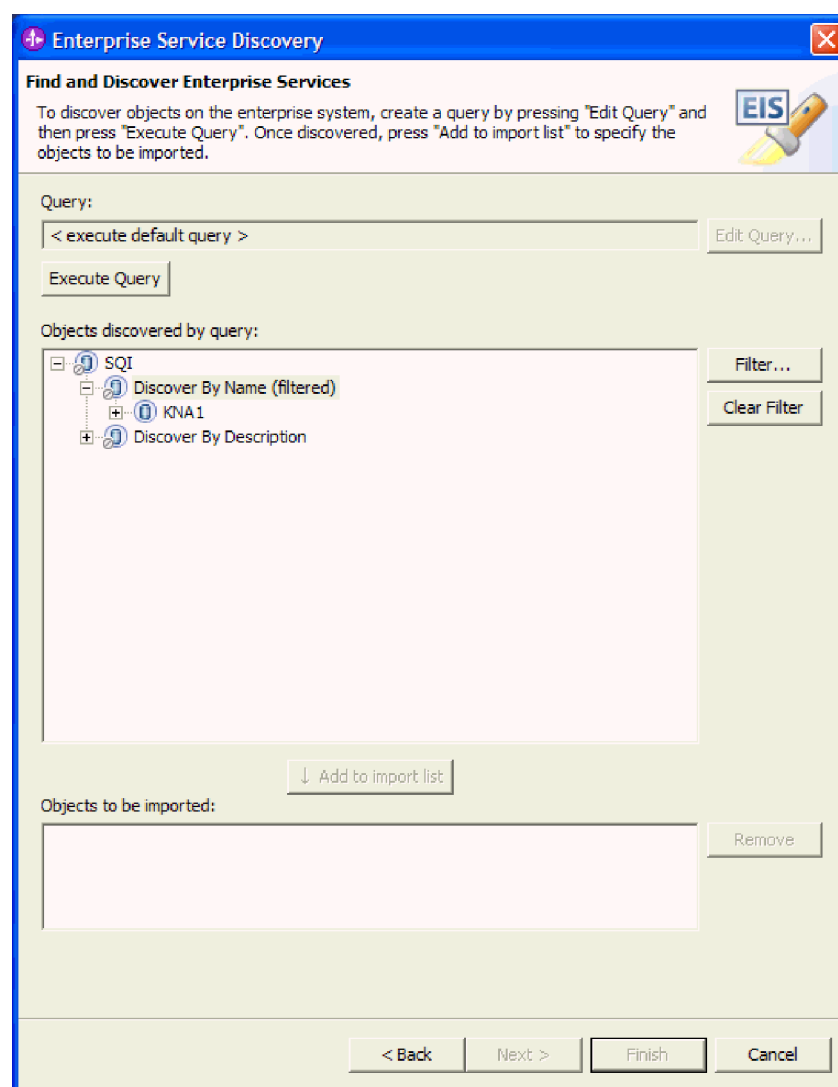 Enterprise Service Discovery
Find and Discover Enterprise Services
To discover objects on the enterprise system, create a query by pressing "Edit Query" and
then press "Execute Query". Once discovered, press "Add to import list" to specify the
objects to be imported.
EIS
Query:
< execute default query >
Edit Query...
Execute Query
Objects discovered by query:
SQI
Discover By Name (filtered)
KNA1
Discover By Description
Filter...
Clear Filter
↓ Add to import list
Objects to be imported:
Remove
< Back
Next >
Finish
Cancel